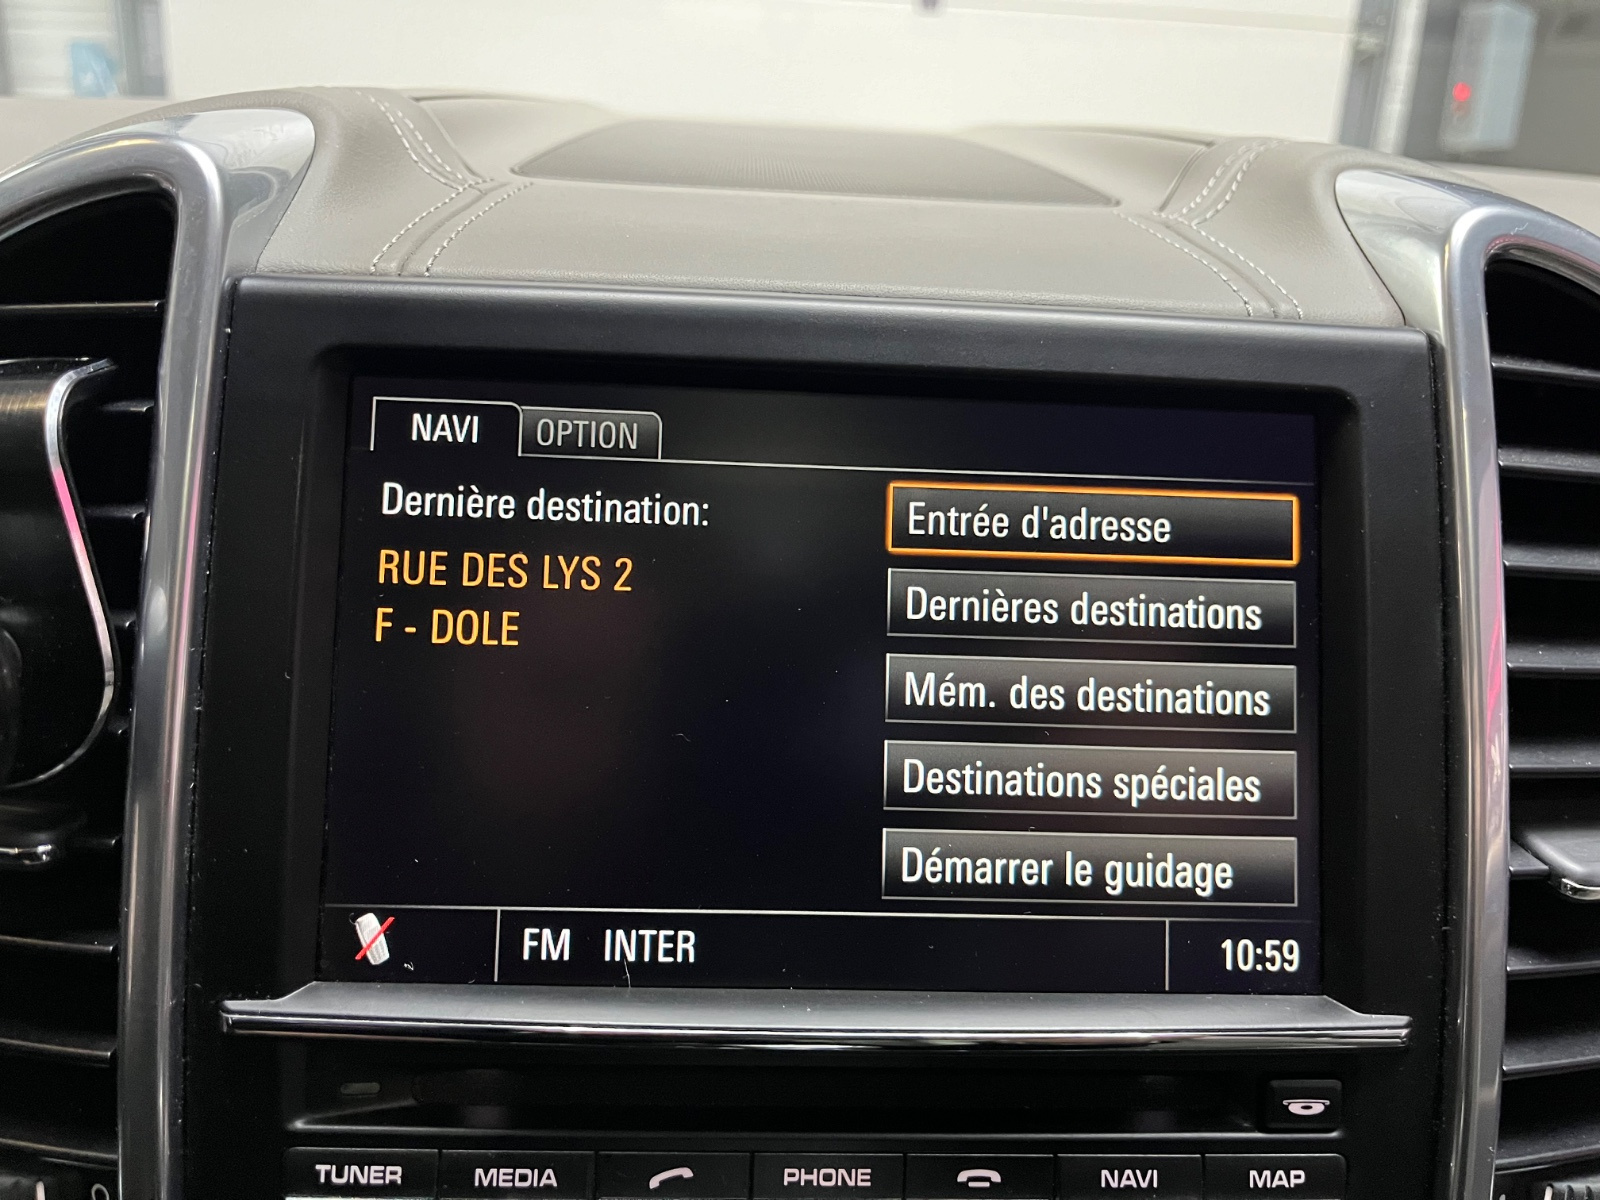 NAVI OPTION
Dernière destination:
RUE DES LYS 2
F - DOLE
Entrée d'adresse
Dernières destinations
Mém. des destinations
Destinations spéciales
Démarrer le guidage
FM INTER 10:59
TUNER MEDIA PHONE NAVI MAP